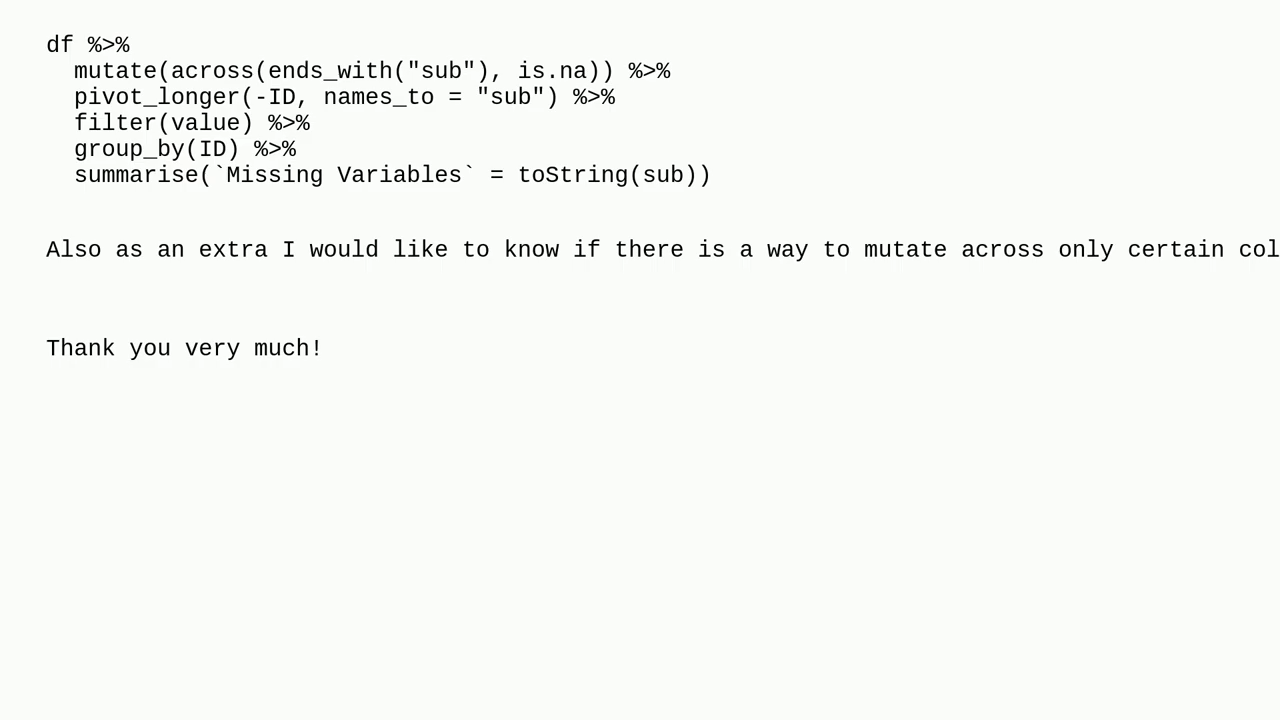 df %>%
  mutate(across(ends_with("sub"), is.na)) %>%
  pivot_longer(-ID, names_to = "sub") %>%
  filter(value) %>%
  group_by(ID) %>%
  summarise(`Missing Variables` = toString(sub))
Also as an extra I would like to know if there is a way to mutate across only certain col
Thank you very much!